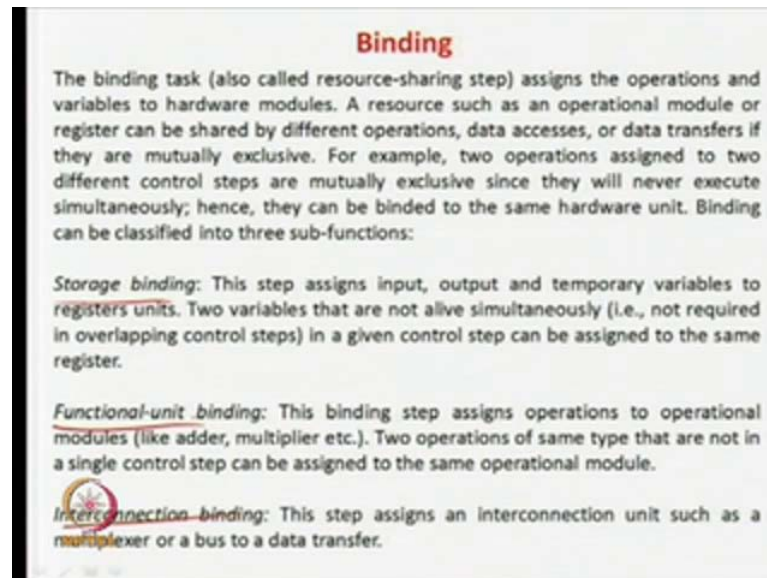 Binding
The binding task (also called resource-sharing step) assigns the operations and
variables to hardware modules. A resource such as an operational module or
register can be shared by different operations, data accesses, or data transfers if
they are mutually exclusive. For example, two operations assigned to two
different control steps are mutually exclusive since they will never execute
simultaneously; hence, they can be binded to the same hardware unit. Binding
can be classified into three sub-functions:
Storage binding: This step assigns input, output and temporary variables to
registers units. Two variables that are not alive simultaneously (i.e., not required
in overlapping control steps) in a given control step can be assigned to the same
register.
Functional-unit binding: This binding step assigns operations to operational
modules (like adder, multiplier etc.). Two operations of same type that are not in
a single control step can be assigned to the same operational module.
Interconnection binding: This step assigns an interconnection unit such as a
multiplexer or a bus to a data transfer.